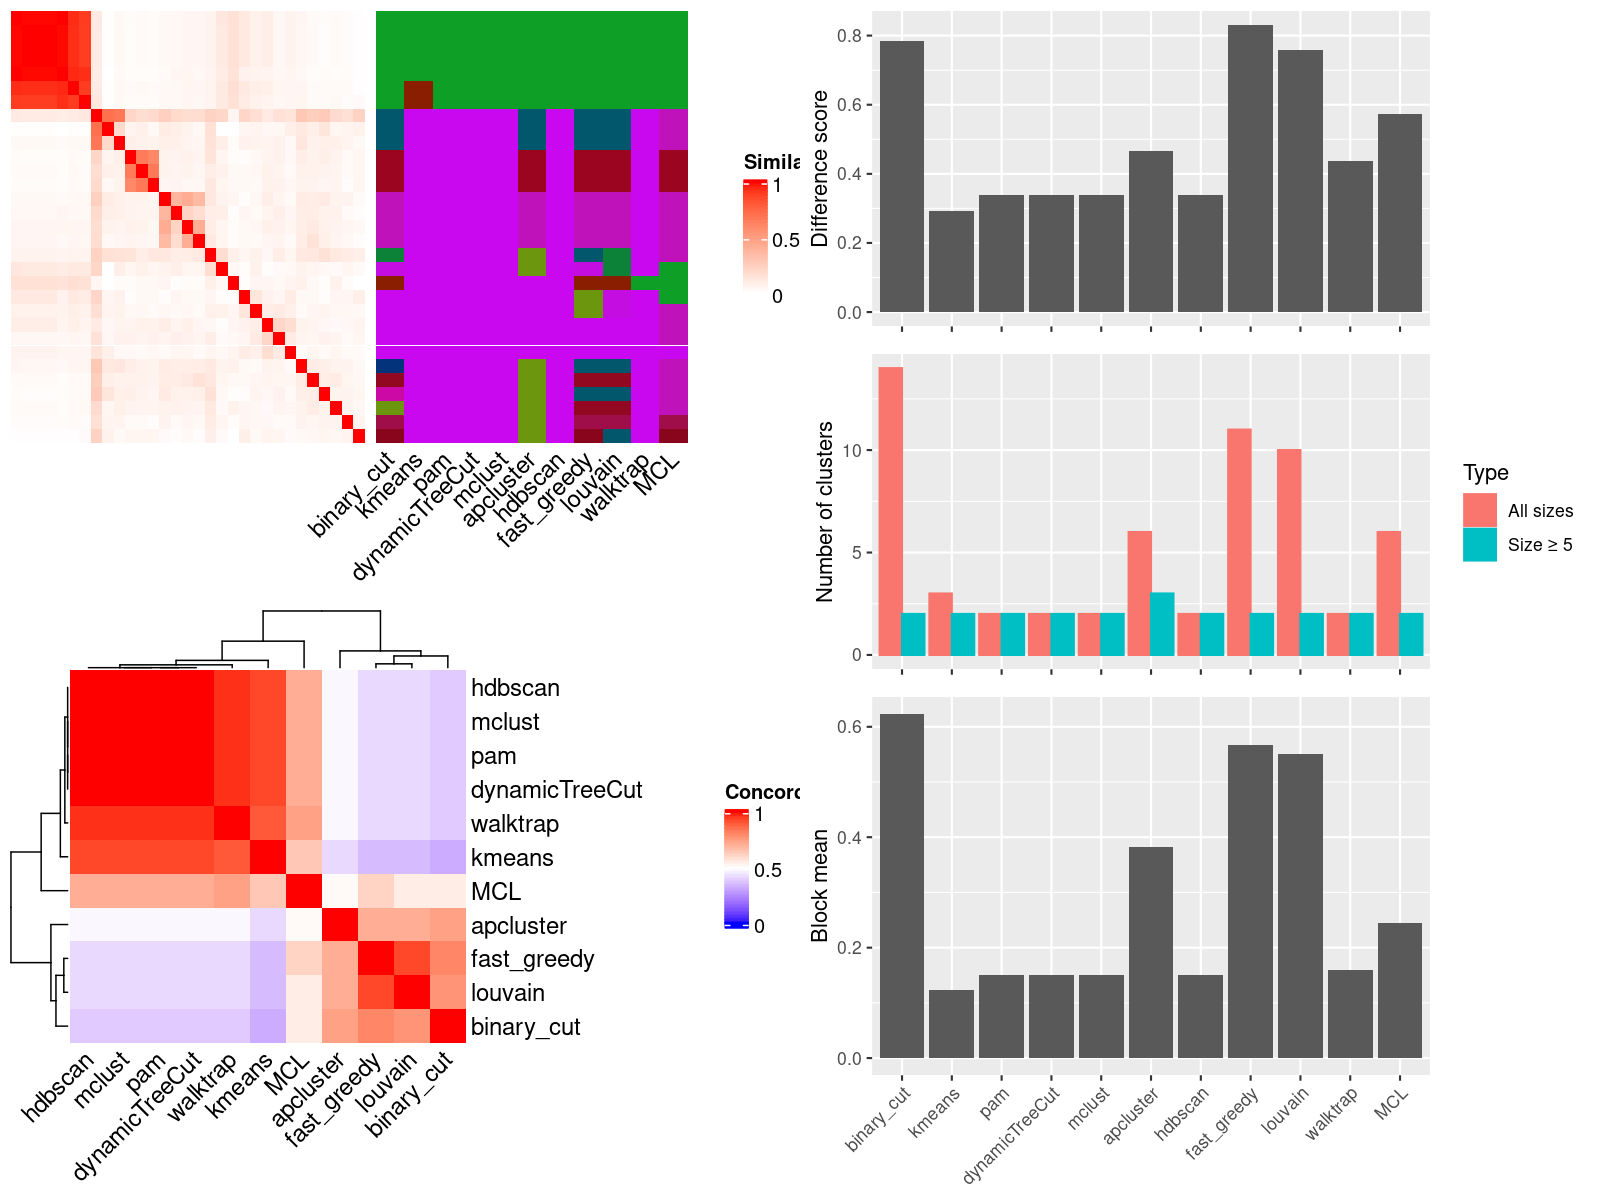 Simila
1
0.5
0
binary_cut
kmeans
pam
dynamicTreeCut
mclust
apcluster
hdbscan
fast_greedy
louvain
walktrap
MCL
hdbscan
mclust
pam
dynamicTreeCut
walktrap
kmeans
MCL
apcluster
fast_greedy
louvain
binary_cut
Concord
1
0.5
0
hdbscan
mclust
pam
dynamicTreeCut
walktrap
kmeans
MCL
apcluster
fast_greedy
louvain
binary_cut
Difference score
0.8
0.6
0.4
0.2
0.0
Number of clusters
10
5
0
Type
All sizes
Size ≥ 5
Block mean
0.6
0.4
0.2
0.0
binary_cut
kmeans
pam
dynamicTreeCut
mclust
apcluster
hdbscan
fast_greedy
louvain
walktrap
MCL